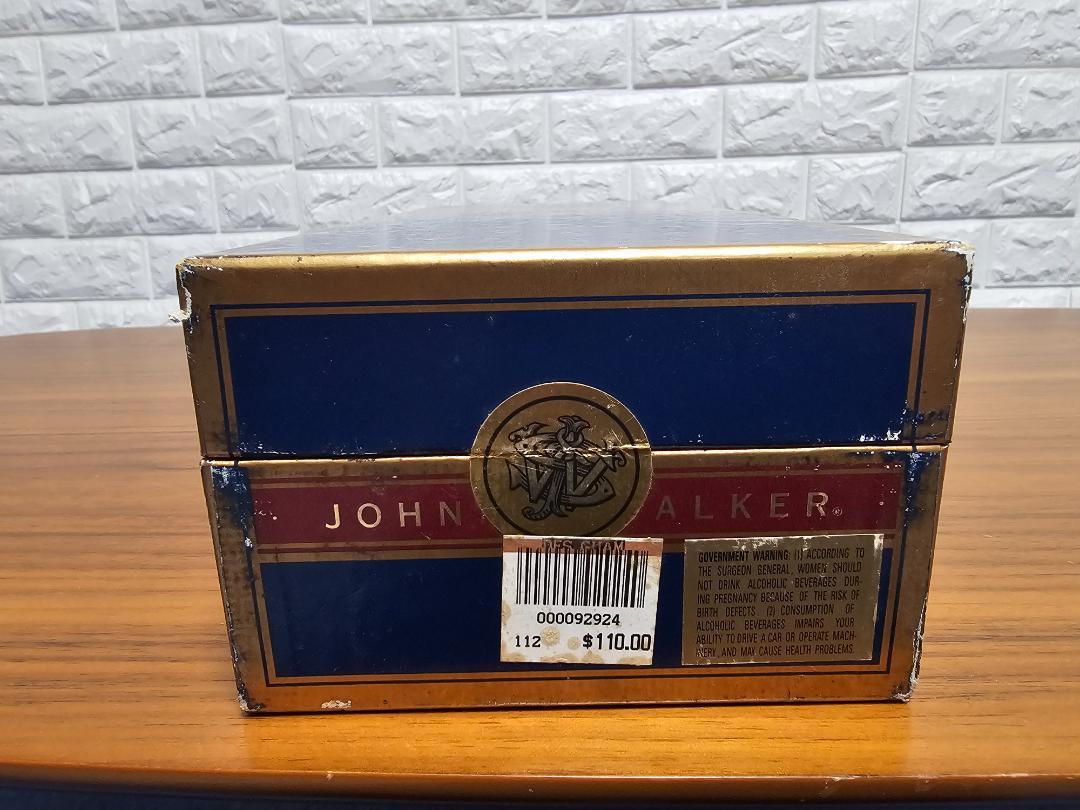 JOHN ALKER®
DFS GUAM
000092924
112 $110.00
GOVERNMENT WARNING: (1) ACCORDING TO
THE SURGEON GENERAL, WOMEN SHOULD
NOT DRINK ALCOHOLIC BEVERAGES DUR-
ING PREGNANCY BECAUSE OF THE RISK OF
BIRTH DEFECTS. (2) CONSUMPTION OF
ALCOHOLIC BEVERAGES IMPAIRS YOUR
ABILITY TO DRIVE A CAR OR OPERATE MACH-
INERY, AND MAY CAUSE HEALTH PROBLEMS.